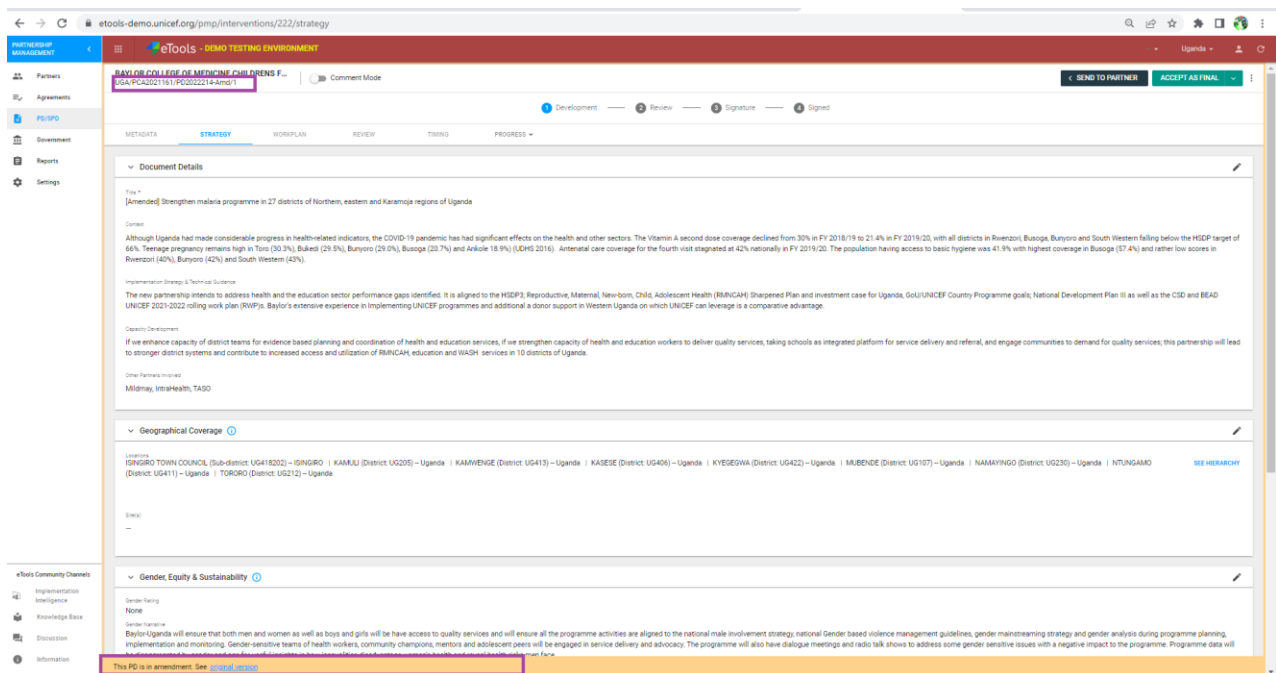 etools-demo.unicef.org/pmp/interventions/222/strategy
PARTNERSHIP MANAGEMENT
eTools - DEMO TESTING ENVIRONMENT
Uganda
Partners
Agreements
PD/SPD
Government
Reports
Settings
BAYLOR COLLEGE OF MEDICINE CHILDRENS F...
UGA/PCA2021161/PD2022214-Amd/1
Comment Mode
< SEND TO PARTNER
ACCEPT AS FINAL
1 Development
2 Review
3 Signature
4 Signed
METADATA STRATEGY WORKPLAN REVIEW TIMING PROGRESS
Document Details
Title *
[Amended] Strengthen malaria programme in 27 districts of Northern, eastern and Karamoja regions of Uganda
Context
Although Uganda had made considerable progress in health-related indicators, the COVID-19 pandemic has had significant effects on the health and other sectors. The Vitamin A second dose coverage declined from 30% in FY 2018/19 to 21.4% in FY 2019/20, with all districts in Rwenzori, Busoga, Bunyoro and South Western falling below the HSDP target of
66%. Teenage pregnancy remains high in Toro (30.3%), Bukedi (29.5%), Bunyoro (29.0%), Busoga (20.7%) and Ankole 18.9%) (UDHS 2016). Antenatal care coverage for the fourth visit stagnated at 42% nationally in FY 2019/20. The population having access to basic hygiene was 41.9% with highest coverage in Busoga (57.4%) and rather low scores in
Rwenzori (40%), Bunyoro (42%) and South Western (43%).
Implementation Strategy & Technical Guidance
The new partnership intends to address health and the education sector performance gaps identified. It is aligned to the HSDP3; Reproductive, Maternal, New-born, Child, Adolescent Health (RMNCAH) Sharpened Plan and investment case for Uganda, GoU/UNICEF Country Programme goals; National Development Plan III as well as the CSD and BEAD
UNICEF 2021-2022 rolling work plan (RWP)s. Baylor's extensive experience in Implementing UNICEF programmes and additional a donor support in Western Uganda on which UNICEF can leverage is a comparative advantage.
Capacity Development
If we enhance capacity of district teams for evidence based planning and coordination of health and education services, if we strengthen capacity of health and education workers to deliver quality services, taking schools as integrated platform for service delivery and referral, and engage communities to demand for quality services; this partnership will lead
to stronger district systems and contribute to increased access and utilization of RMNCAH, education and WASH services in 10 districts of Uganda.
Other Partners Involved
Mildmay, IntraHealth, TASO
Geographical Coverage
Locations
ISINGIRO TOWN COUNCIL (Sub-district: UG418202) – ISINGIRO | KAMULI (District: UG205) – Uganda | KAMWENGE (District: UG413) – Uganda | KASESE (District: UG406) – Uganda | KYEGEGWA (District: UG422) – Uganda | MUBENDE (District: UG107) – Uganda | NAMAYINGO (District: UG230) – Uganda | NTUNGAMO
(District: UG411) – Uganda | TORORO (District: UG212) – Uganda
SEE HIERARCHY
Site(s)
—
Gender, Equity & Sustainability
Gender Rating
None
Gender Narrative
Baylor-Uganda will ensure that both men and women as well as boys and girls will be have access to quality services and will ensure all the programme activities are aligned to the national male involvement strategy, national Gender based violence management guidelines, gender mainstreaming strategy and gender analysis during programme planning,
implementation and monitoring. Gender-sensitive teams of health workers, community champions, mentors and adolescent peers will be engaged in service delivery and advocacy. The programme will also have dialogue meetings and radio talk shows to address some gender sensitive issues with a negative impact to the programme. Programme data will
eTools Community Channels
Implementation Intelligence
Knowledge Base
Discussion
Information
This PD is in amendment. See original version